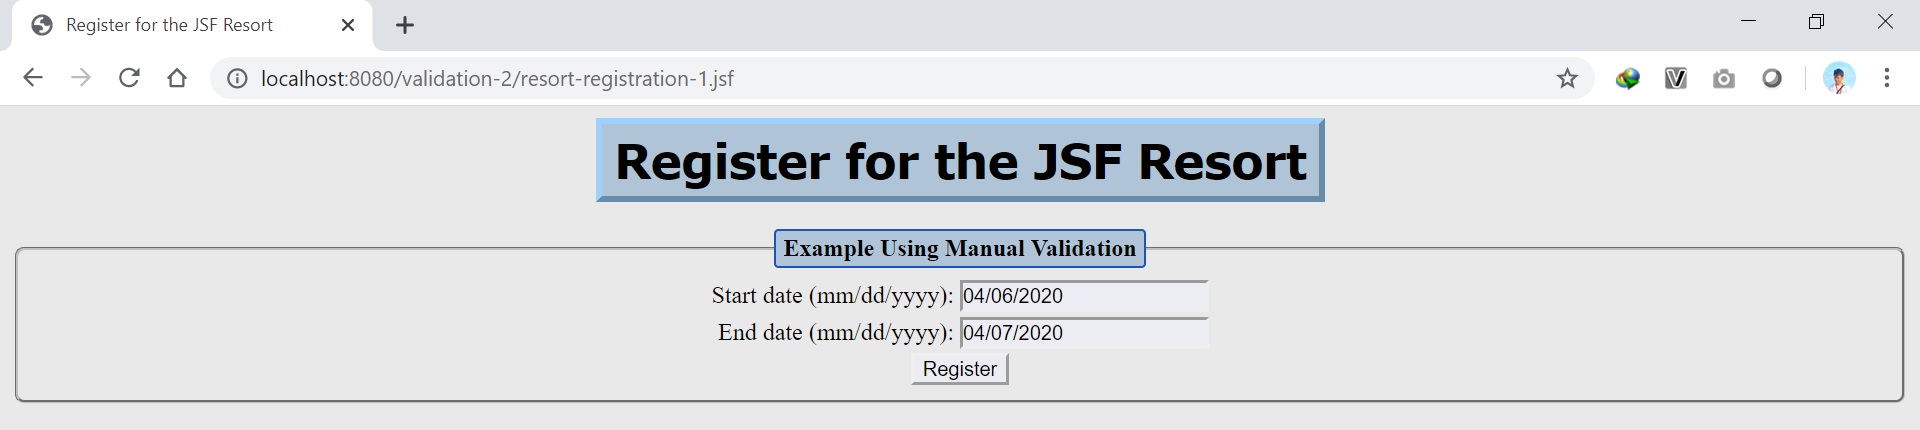 Register for the JSF Resort
localhost:8080/validation-2/resort-registration-1.jsf
Register for the JSF Resort
Example Using Manual Validation
Start date (mm/dd/yyyy): 04/06/2020
End date (mm/dd/yyyy): 04/07/2020
Register